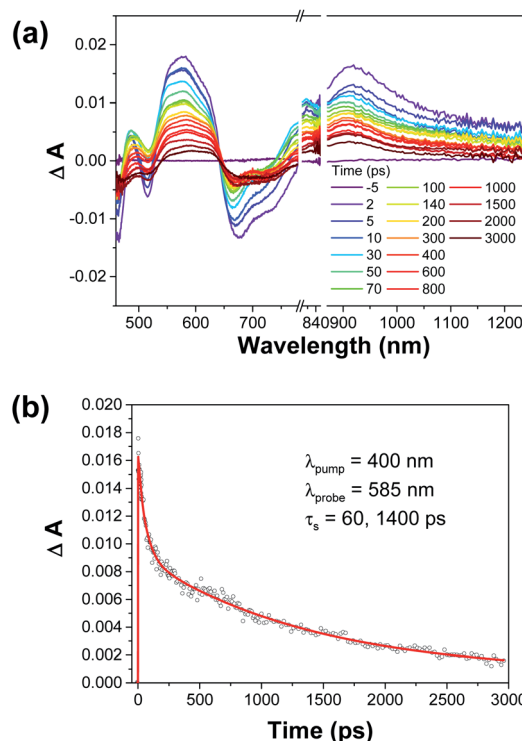 (a)
0.02
0.01
0.00
-0.01
-0.02
Δ A
Time (ps)
-5 100 1000
2 140 1500
5 200 2000
10 300 3000
30 400
50 600
70 800
500 600 700 840 900 1000 1100 1200
Wavelength (nm)
(b)
0.020
0.018
0.016
0.014
0.012
0.010
0.008
0.006
0.004
0.002
0.000
Δ A
λpump = 400 nm
λprobe = 585 nm
τs = 60, 1400 ps
0 500 1000 1500 2000 2500 3000
Time (ps)